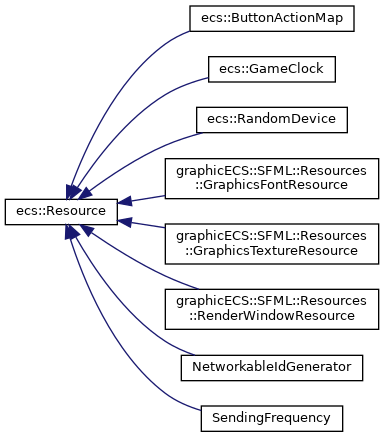 ecs::ButtonActionMap
ecs::GameClock
ecs::RandomDevice
graphicECS::SFML::Resources
::GraphicsFontResource
ecs::Resource
graphicECS::SFML::Resources
::GraphicsTextureResource
graphicECS::SFML::Resources
::RenderWindowResource
NetworkableIdGenerator
SendingFrequency